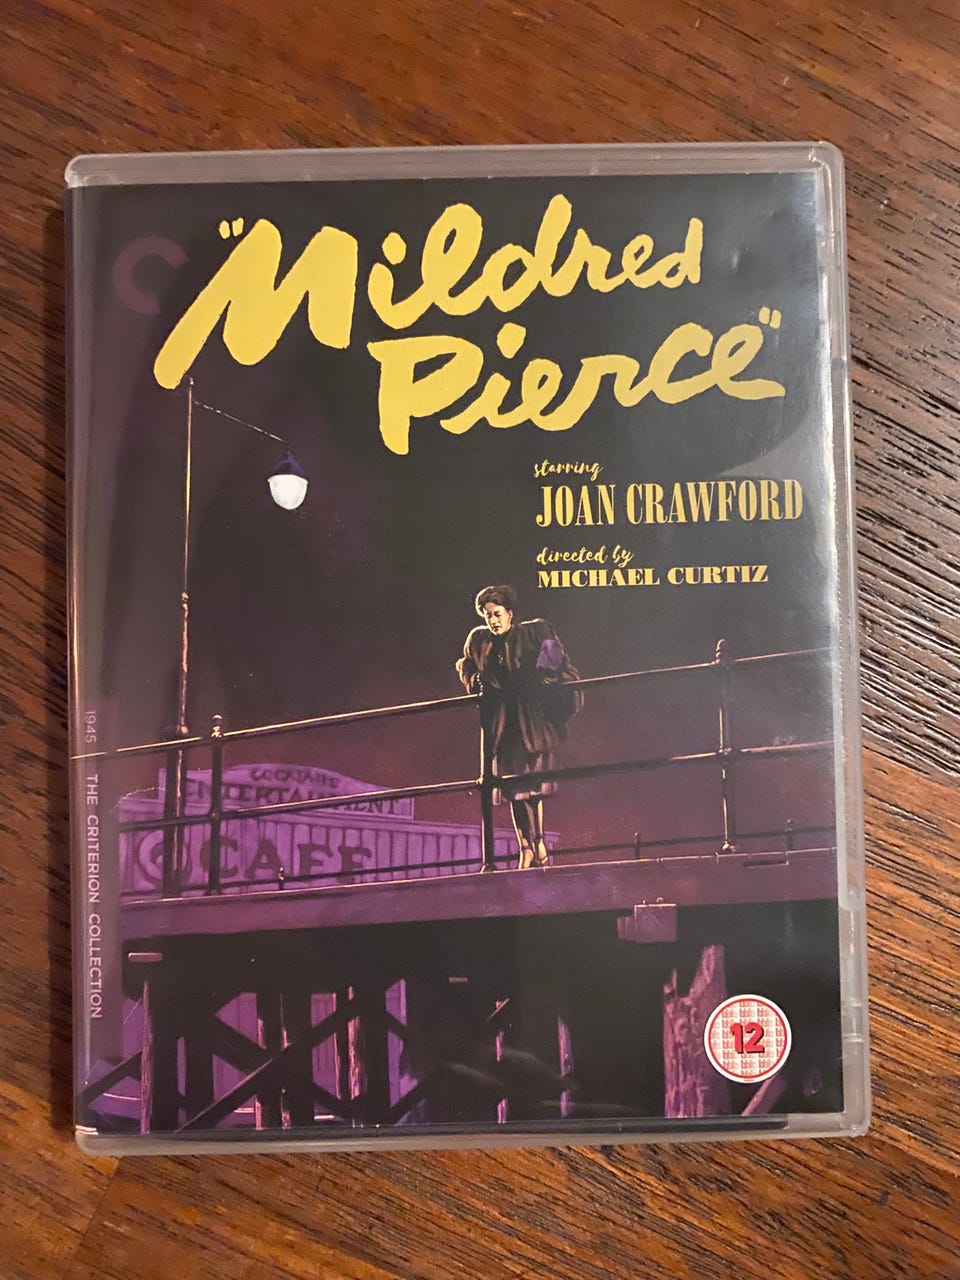 "Mildred
Pierce"
starring
JOAN CRAWFORD
directed by
MICHAEL CURTIZ
COCKTAILS
ENTERTAINMENT
CAFE
1945 THE CRITERION COLLECTION
12